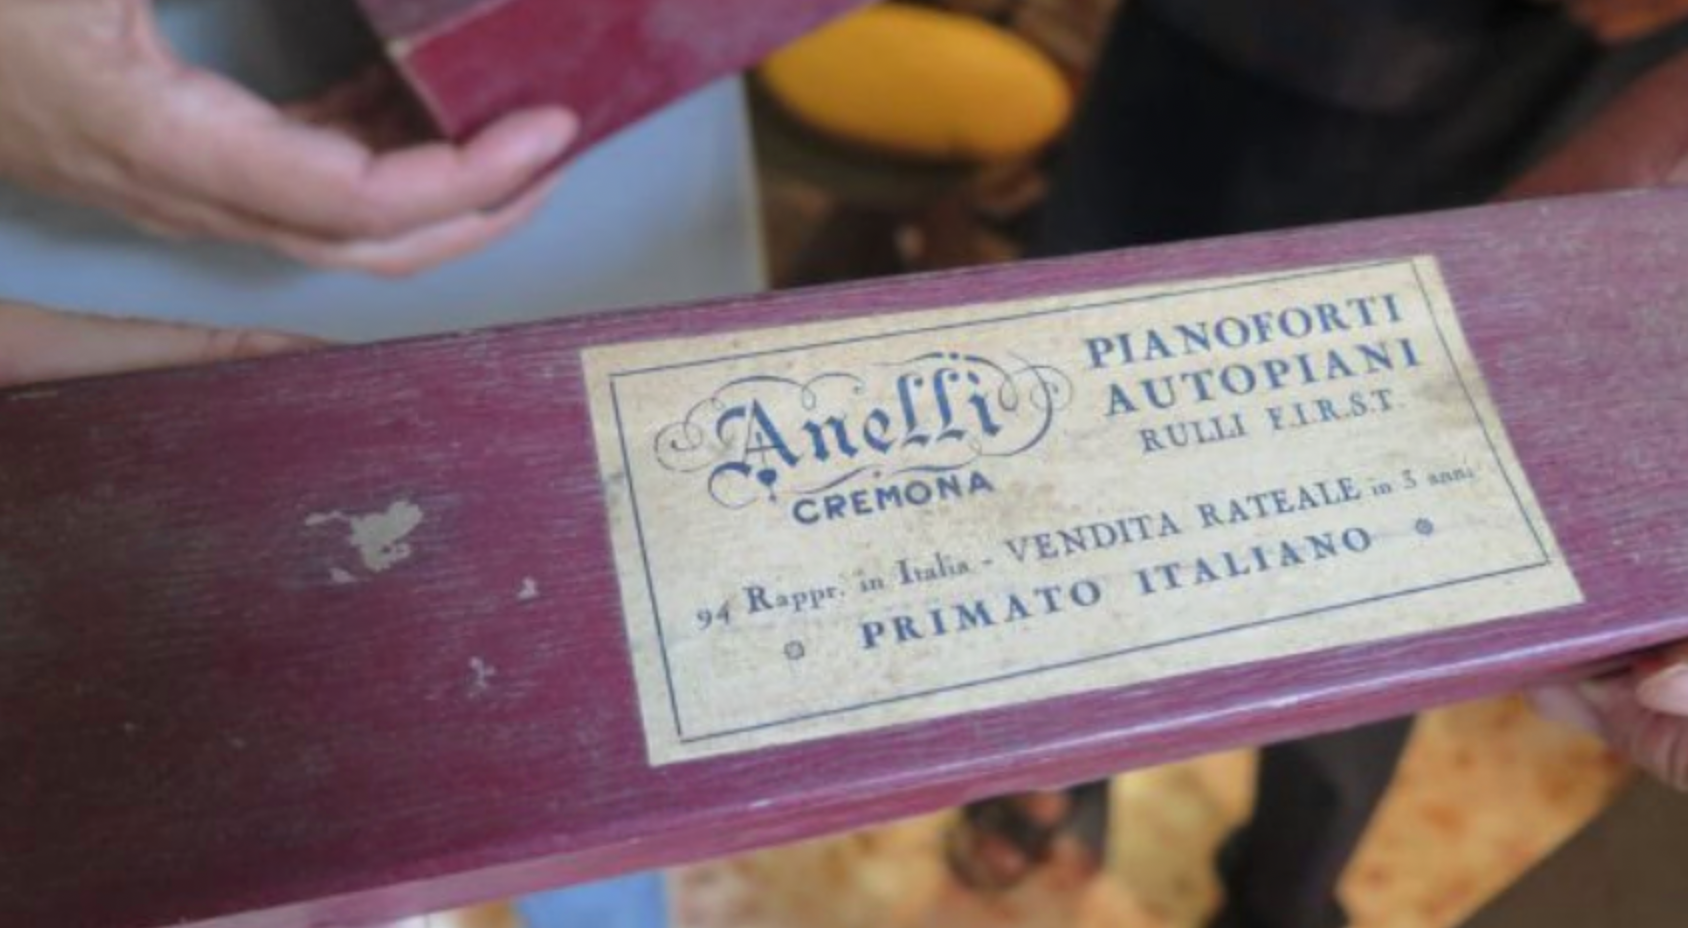 Anelli
CREMONA
PIANOFORTI
AUTOPIANI
RULLI F.I.R.S.T.
94 Rappr. in Italia - VENDITA RATEALE in 3 anni
PRIMATO ITALIANO